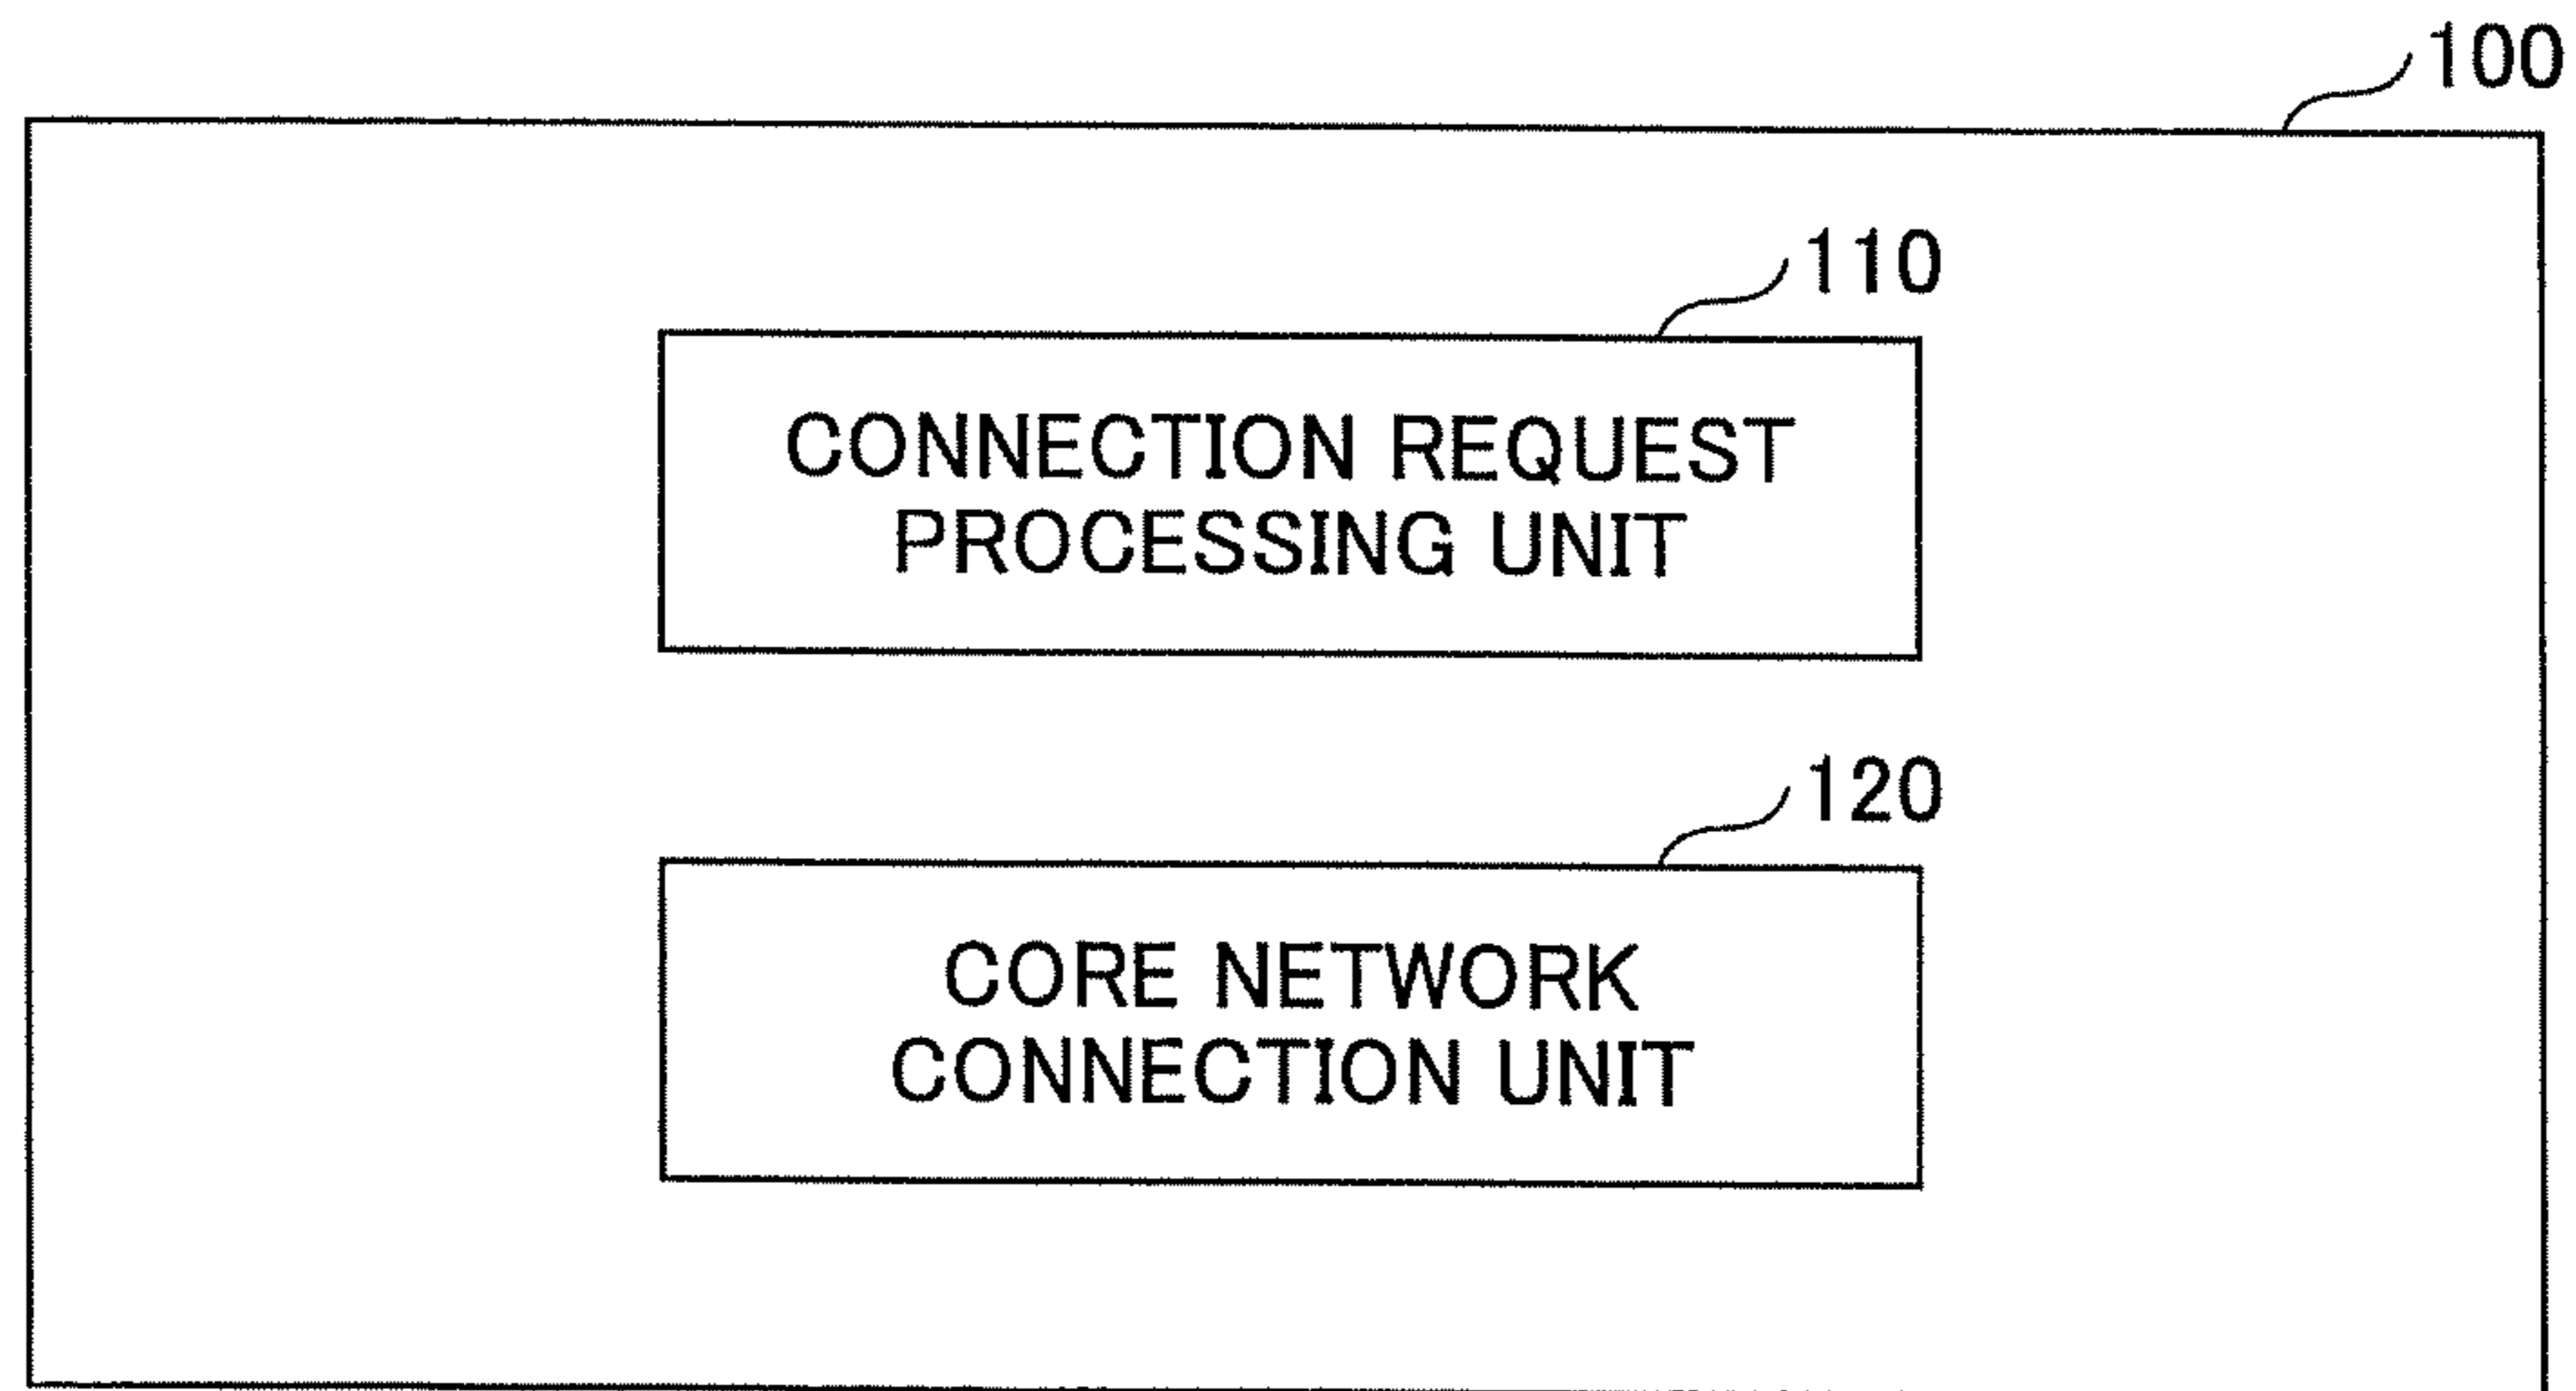 100
110
CONNECTION REQUEST
PROCESSING UNIT
120
CORE NETWORK
CONNECTION UNIT